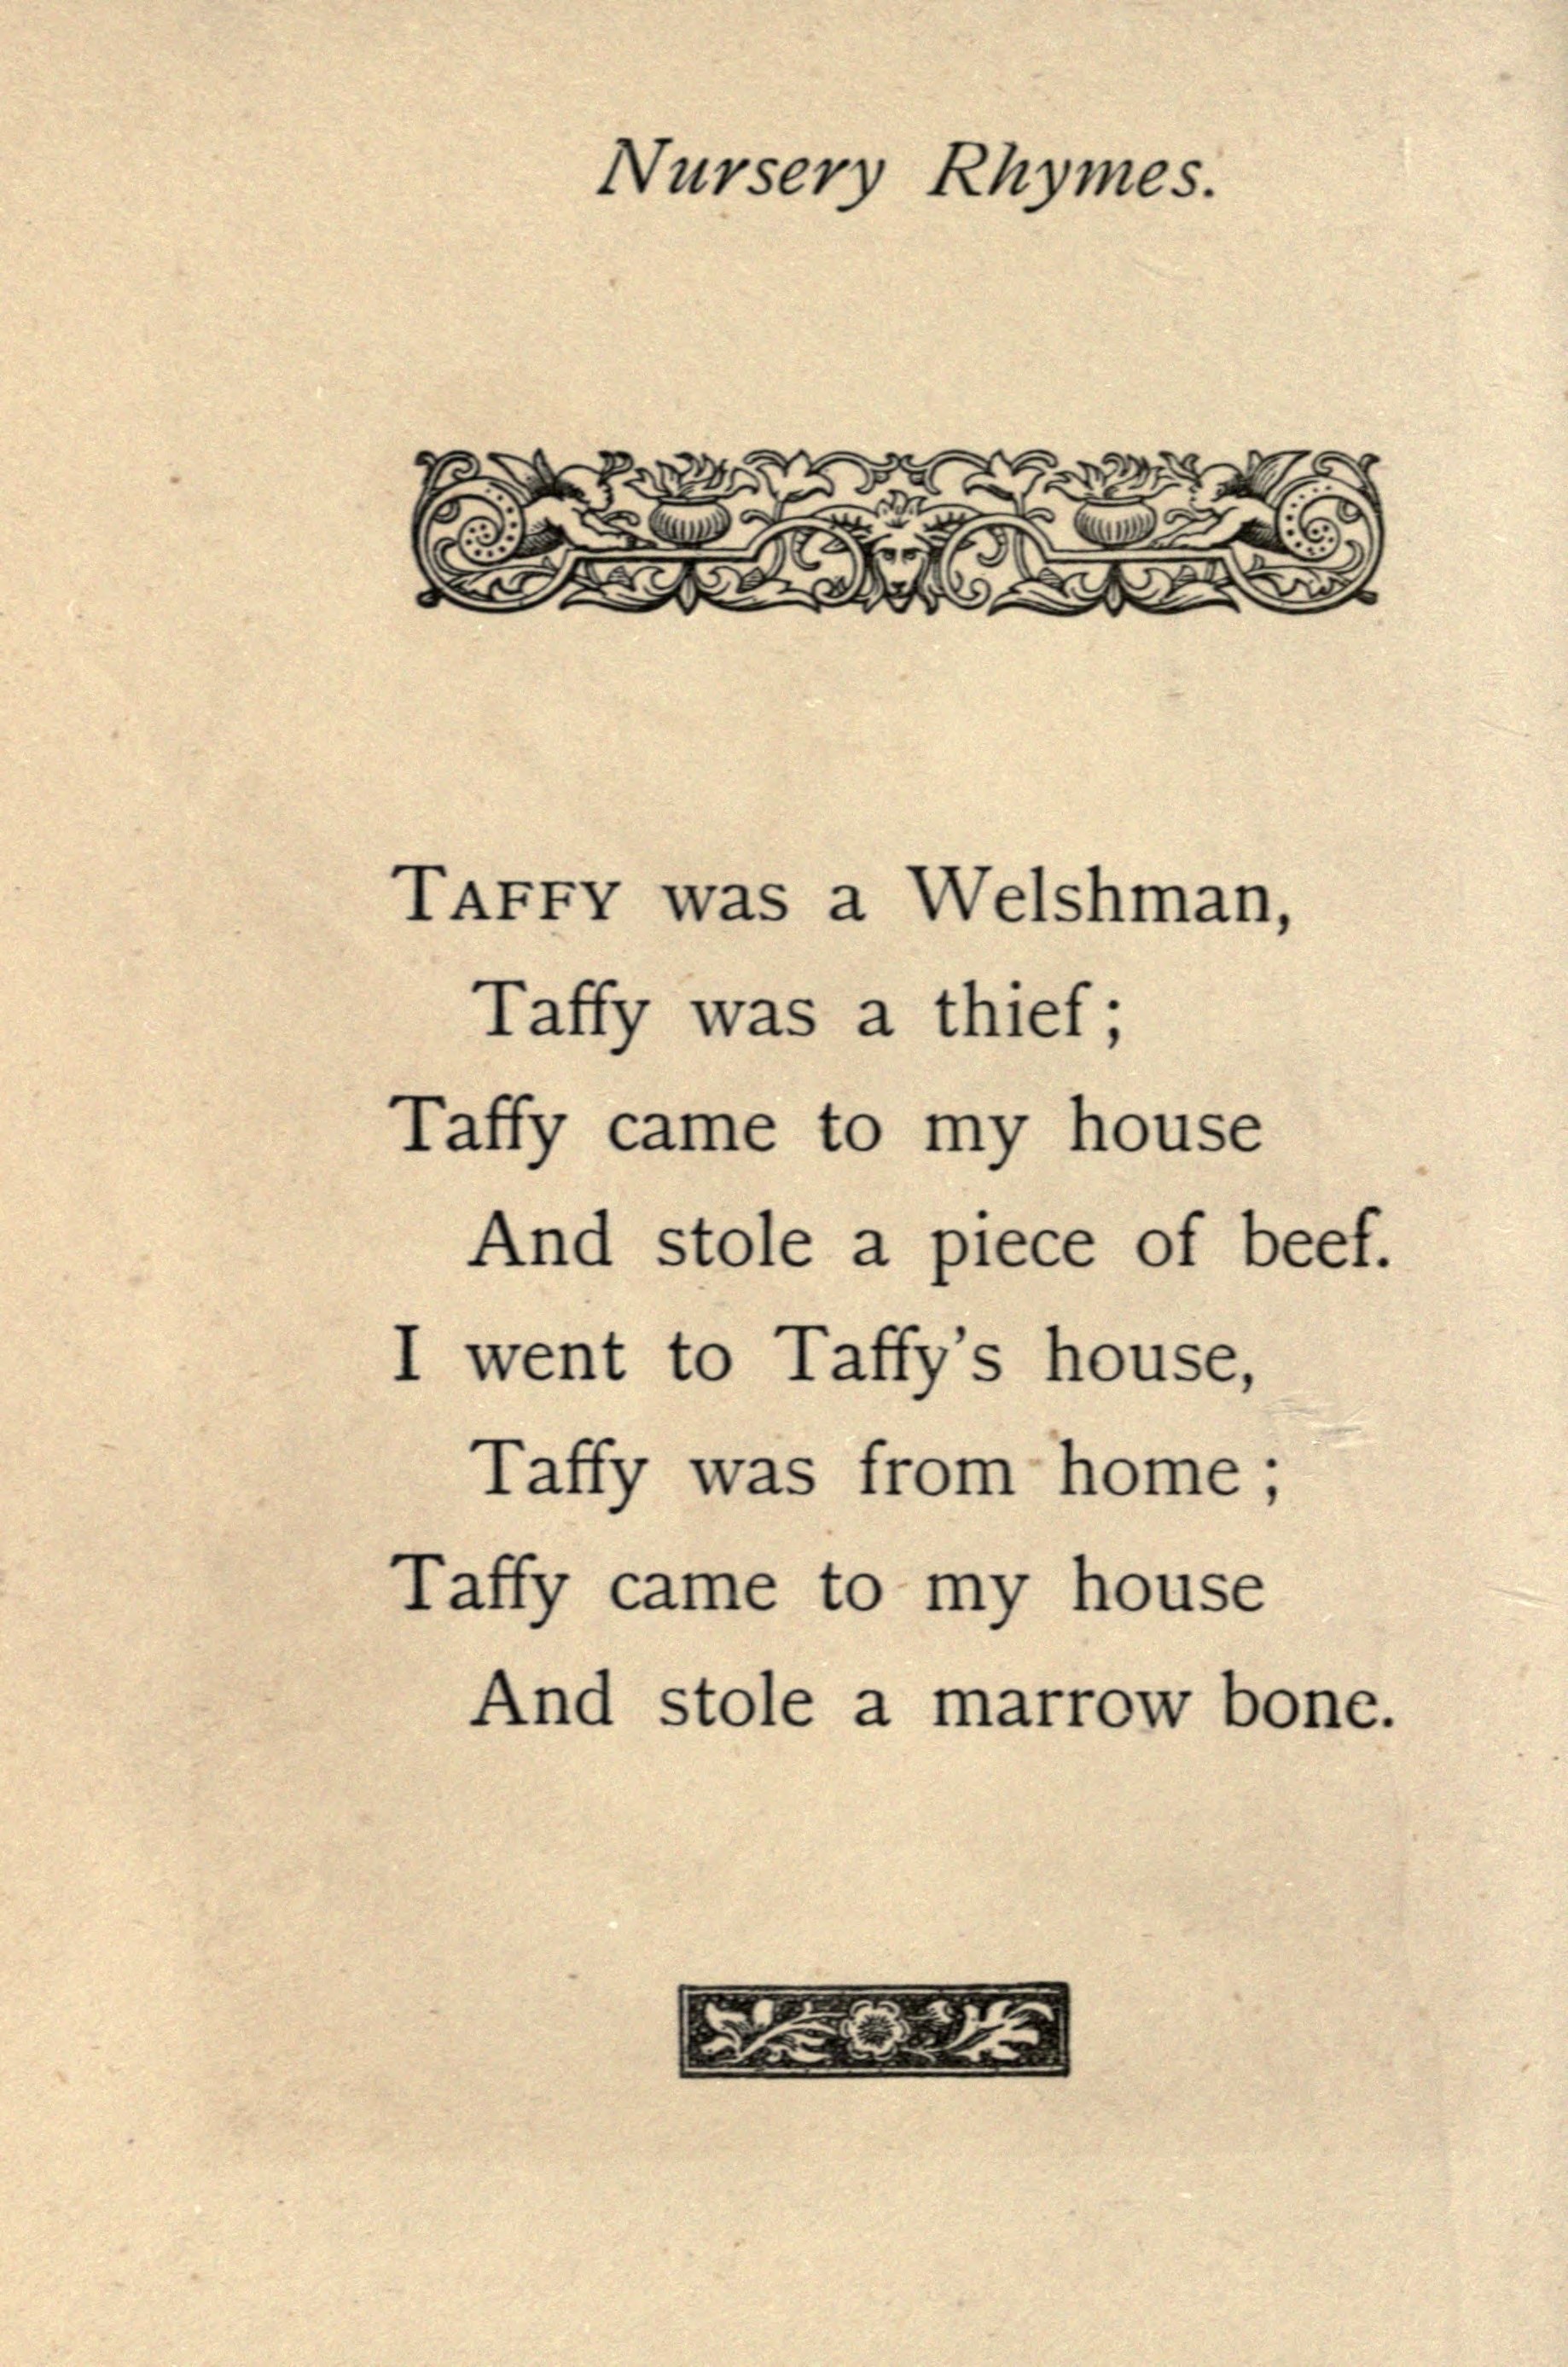 Nursery Rhymes.
TAFFY was a Welshman,
Taffy was a thief;
Taffy came to my house
And stole a piece of beef.
I went to Taffy's house,
Taffy was from home;
Taffy came to my house
And stole a marrow bone.